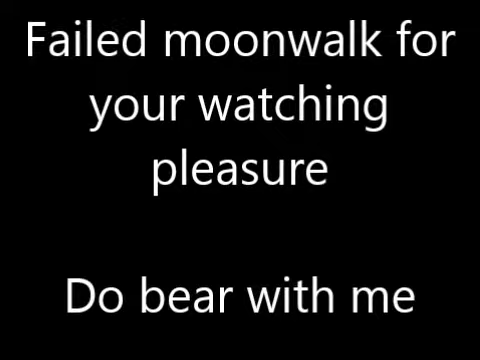 Failed moonwalk for
your watching
pleasure
Do bear with me